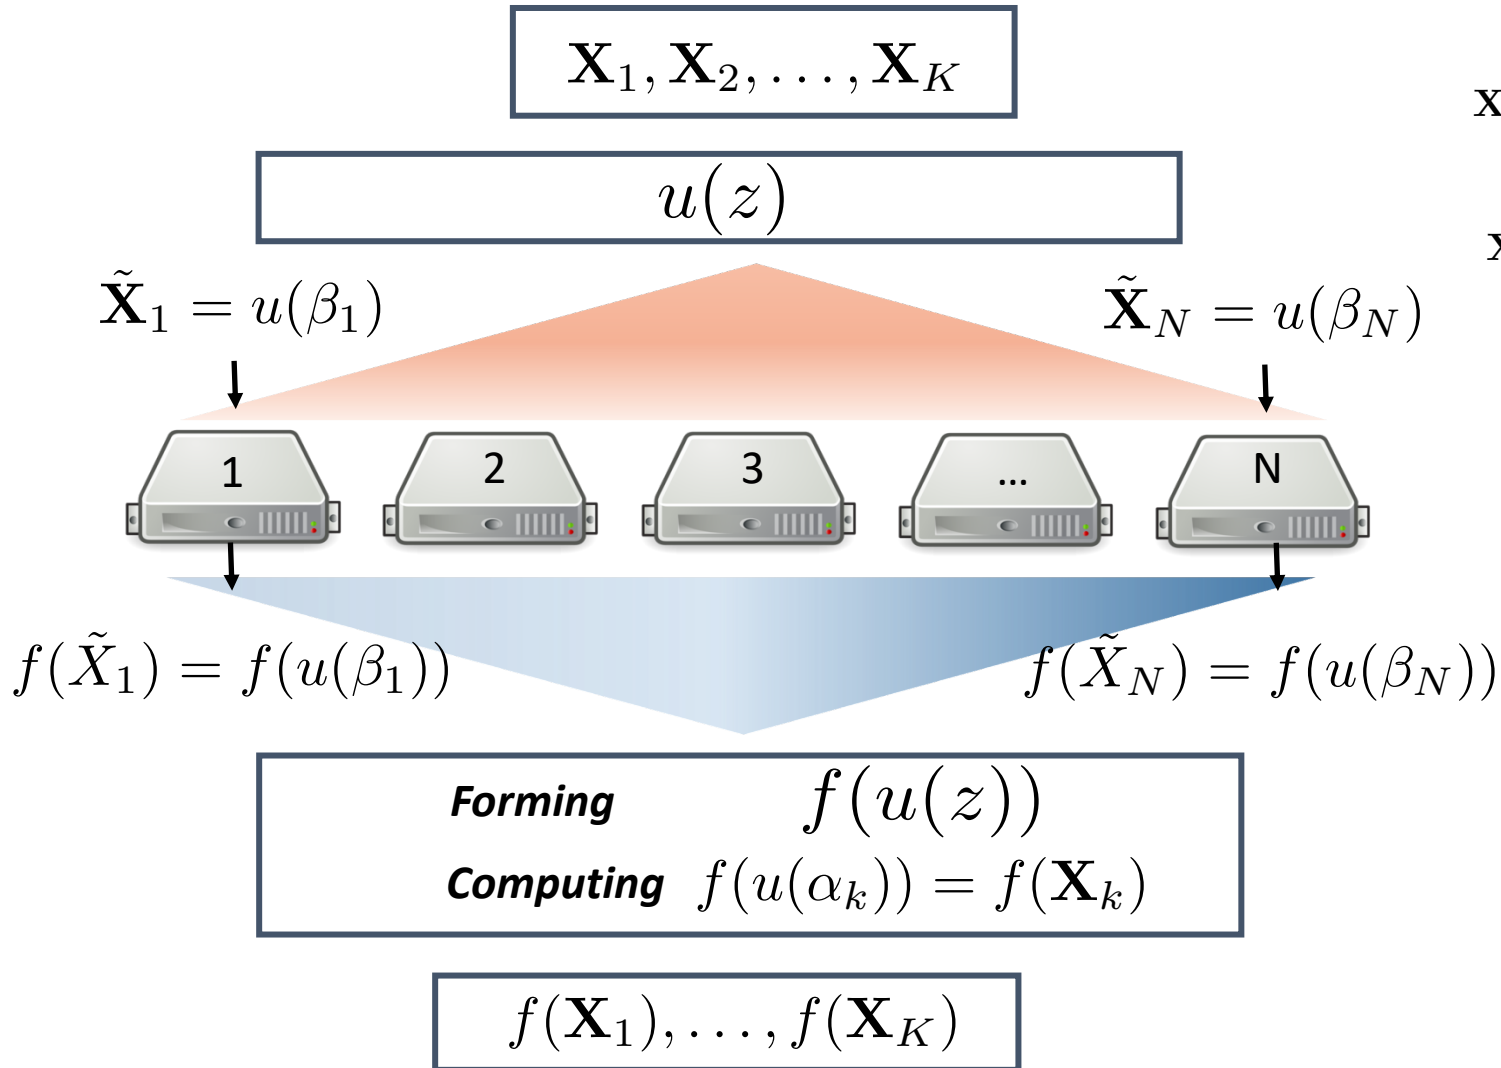 X₁, X₂, . . . , X_K
x
u(z)
x
X̃₁ = u(β₁)
X̃_N = u(β_N)
1 2 3 ... N
f(X̃₁) = f(u(β₁))
f(X̃_N) = f(u(β_N))
Forming f(u(z))
Computing f(u(α_k)) = f(X_k)
f(X₁), . . . , f(X_K)